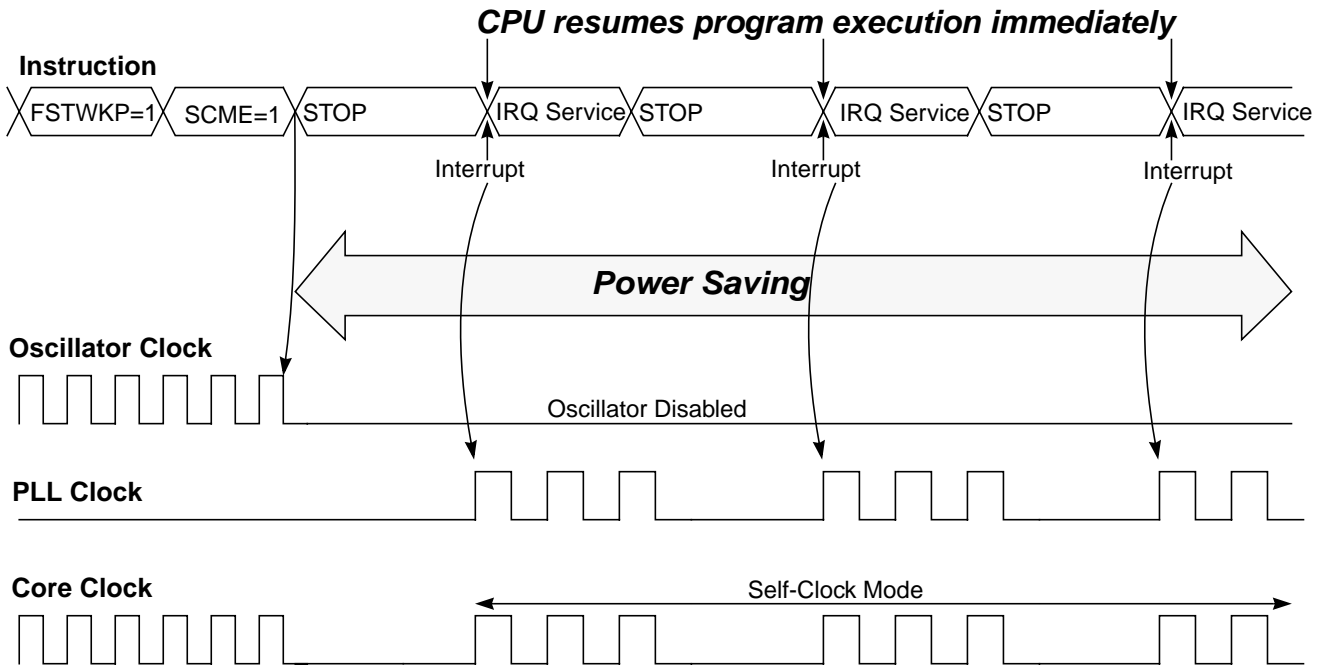 CPU resumes program execution immediately
Instruction
FSTWKP=1 SCME=1 STOP IRQ Service STOP IRQ Service STOP IRQ Service
Interrupt Interrupt Interrupt
Power Saving
Oscillator Clock
Oscillator Disabled
PLL Clock
Core Clock
Self-Clock Mode